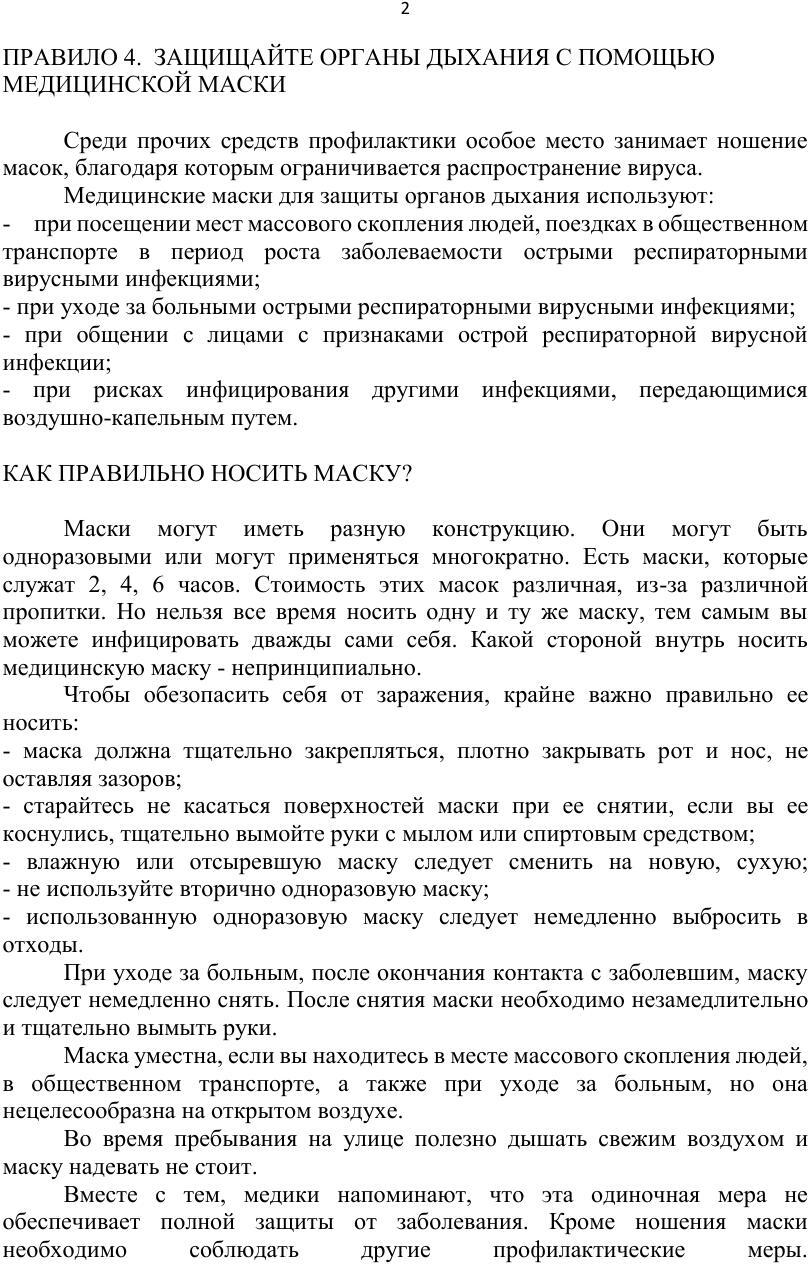 2
ПРАВИЛО 4. ЗАЩИЩАЙТЕ ОРГАНЫ ДЫХАНИЯ С ПОМОЩЬЮ
МЕДИЦИНСКОЙ МАСКИ
Среди прочих средств профилактики особое место занимает ношение
масок, благодаря которым ограничивается распространение вируса.
Медицинские маски для защиты органов дыхания используют:
- при посещении мест массового скопления людей, поездках в общественном
транспорте в период роста заболеваемости острыми респираторными
вирусными инфекциями;
- при уходе за больными острыми респираторными вирусными инфекциями;
- при общении с лицами с признаками острой респираторной вирусной
инфекции;
- при рисках инфицирования другими инфекциями, передающимися
воздушно-капельным путем.
КАК ПРАВИЛЬНО НОСИТЬ МАСКУ?
Маски могут иметь разную конструкцию. Они могут быть
одноразовыми или могут применяться многократно. Есть маски, которые
служат 2, 4, 6 часов. Стоимость этих масок различная, из-за различной
пропитки. Но нельзя все время носить одну и ту же маску, тем самым вы
можете инфицировать дважды сами себя. Какой стороной внутрь носить
медицинскую маску - непринципиально.
Чтобы обезопасить себя от заражения, крайне важно правильно ее
носить:
- маска должна тщательно закрепляться, плотно закрывать рот и нос, не
оставляя зазоров;
- старайтесь не касаться поверхностей маски при ее снятии, если вы ее
коснулись, тщательно вымойте руки с мылом или спиртовым средством;
- влажную или отсыревшую маску следует сменить на новую, сухую;
- не используйте вторично одноразовую маску;
- использованную одноразовую маску следует немедленно выбросить в
отходы.
При уходе за больным, после окончания контакта с заболевшим, маску
следует немедленно снять. После снятия маски необходимо незамедлительно
и тщательно вымыть руки.
Маска уместна, если вы находитесь в месте массового скопления людей,
в общественном транспорте, а также при уходе за больным, но она
нецелесообразна на открытом воздухе.
Во время пребывания на улице полезно дышать свежим воздухом и
маску надевать не стоит.
Вместе с тем, медики напоминают, что эта одиночная мера не
обеспечивает полной защиты от заболевания. Кроме ношения маски
необходимо соблюдать другие профилактические меры.